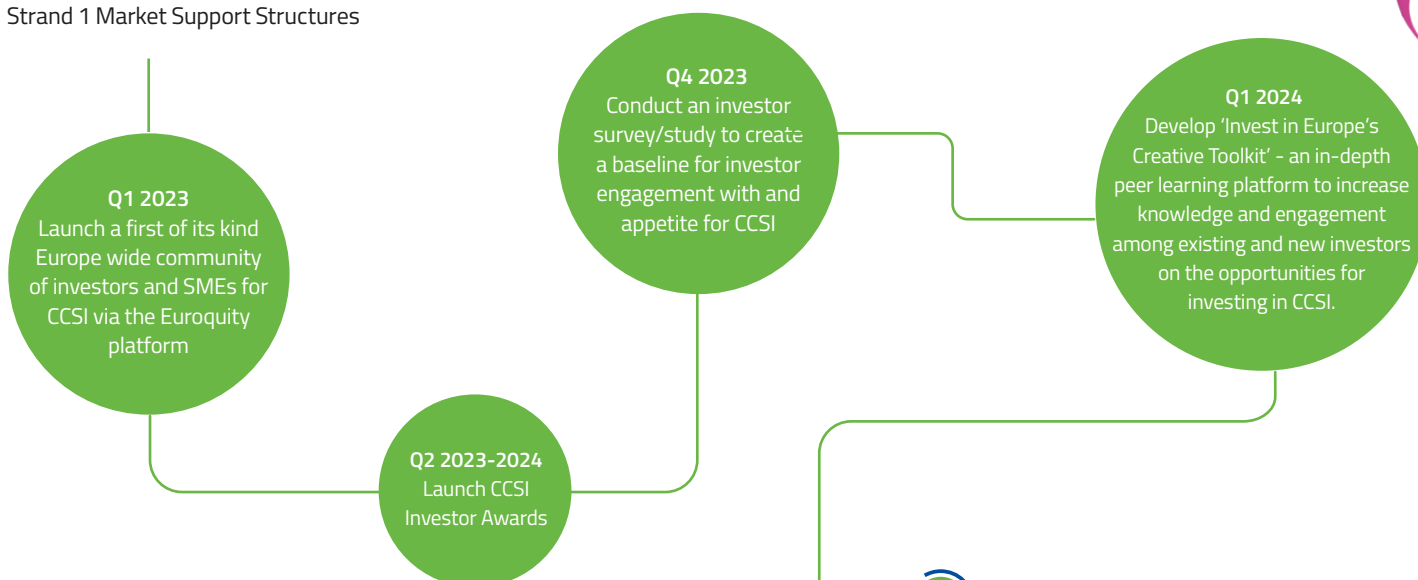 Strand 1 Market Support Structures
Q1 2023
Launch a first of its kind
Europe wide community
of investors and SMEs for
CCSI via the Euroquity
platform
Q2 2023-2024
Launch CCSI
Investor Awards
Q4 2023
Conduct an investor
survey/study to create
a baseline for investor
engagement with and
appetite for CCSI
Q1 2024
Develop ‘Invest in Europe’s
Creative Toolkit’ - an in-depth
peer learning platform to increase
knowledge and engagement
among existing and new investors
on the opportunities for
investing in CCSI.